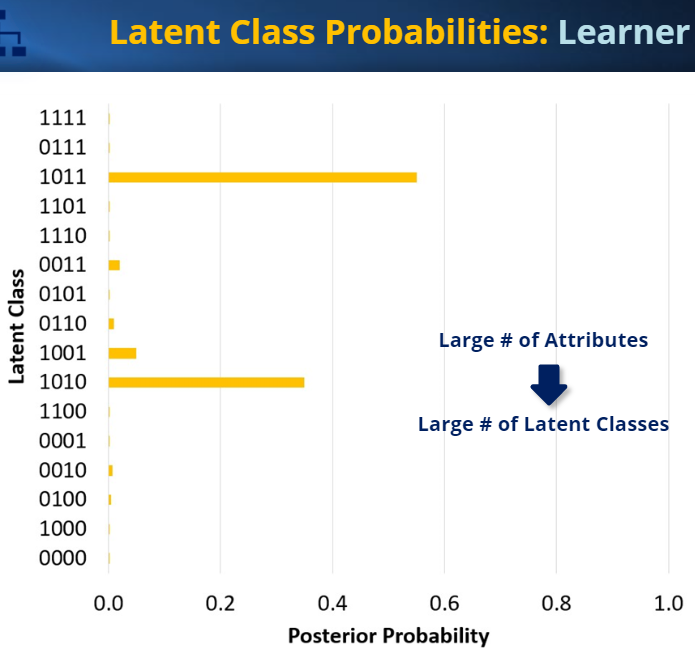 Latent Class Probabilities: Learner
1111
0111
1011
1101
1110
0011
0101
0110
1001
1010
1100
0001
0010
0100
1000
0000
Latent Class
Large # of Attributes
Large # of Latent Classes
0.0 0.2 0.4 0.6 0.8 1.0
Posterior Probability